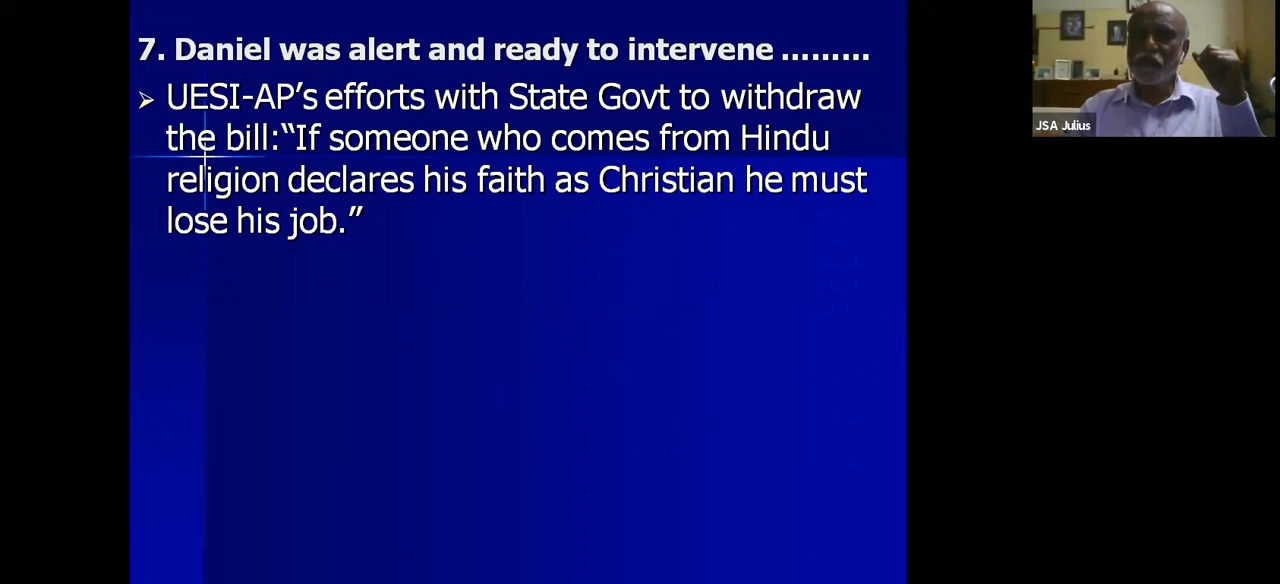 7. Daniel was alert and ready to intervene ………
➢ UESI-AP’s efforts with State Govt to withdraw
the bill:“If someone who comes from Hindu
religion declares his faith as Christian he must
lose his job.”
JSA Julius